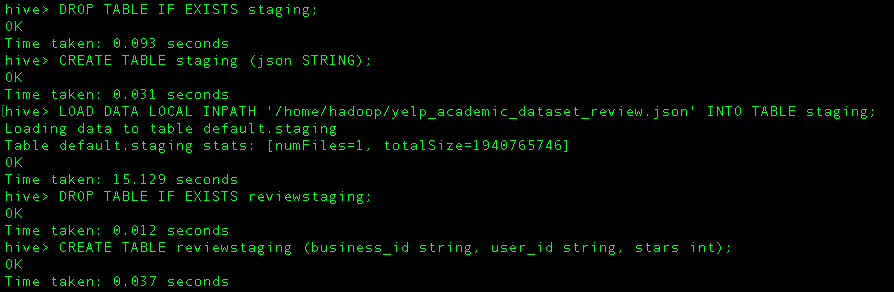 hive> DROP TABLE IF EXISTS staging;
OK
Time taken: 0.093 seconds
hive> CREATE TABLE staging (json STRING);
OK
Time taken: 0.031 seconds
[hive> LOAD DATA LOCAL INPATH '/home/hadoop/yelp_academic_dataset_review.json' INTO TABLE staging;
Loading data to table default.staging
Table default.staging stats: [numFiles=1, totalSize=1940765746]
OK
Time taken: 15.129 seconds
hive> DROP TABLE IF EXISTS reviewstaging;
OK
Time taken: 0.012 seconds
hive> CREATE TABLE reviewstaging (business_id string, user_id string, stars int);
OK
Time taken: 0.037 seconds